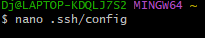 Dj@LAPTOP-KDQLJ7S2 MINGW64 ~
$ nano .ssh/config